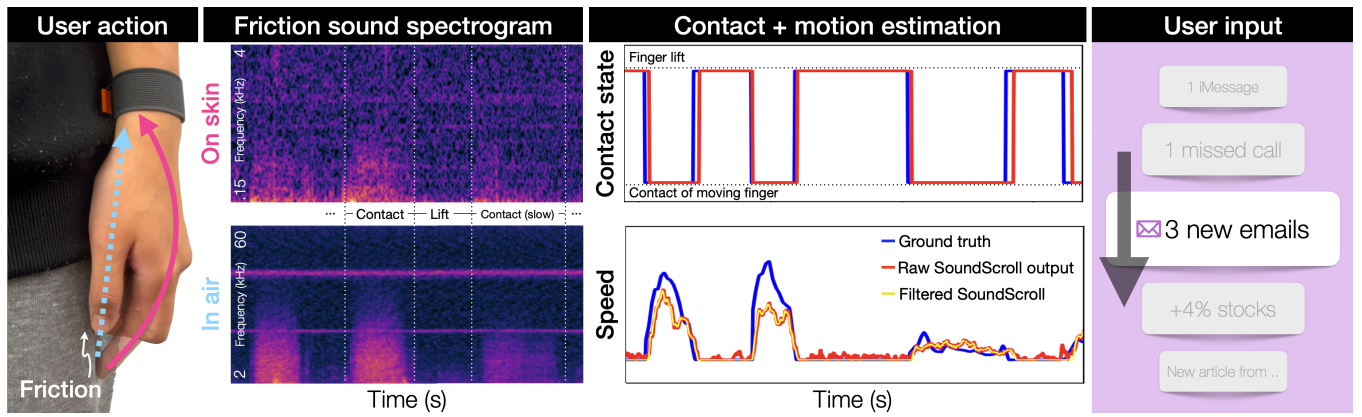 User action
Friction sound spectrogram
Contact + motion estimation
User input
Friction
On skin
In air
4
Frequency (kHz)
.15
··· Contact Lift Contact (slow) ···
60
Frequency (kHz)
2
Time (s)
Contact state
Finger lift
Contact of moving finger
Speed
Ground truth
Raw SoundScroll output
Filtered SoundScroll
Time (s)
1 iMessage
1 missed call
3 new emails
+4% stocks
New article from ..